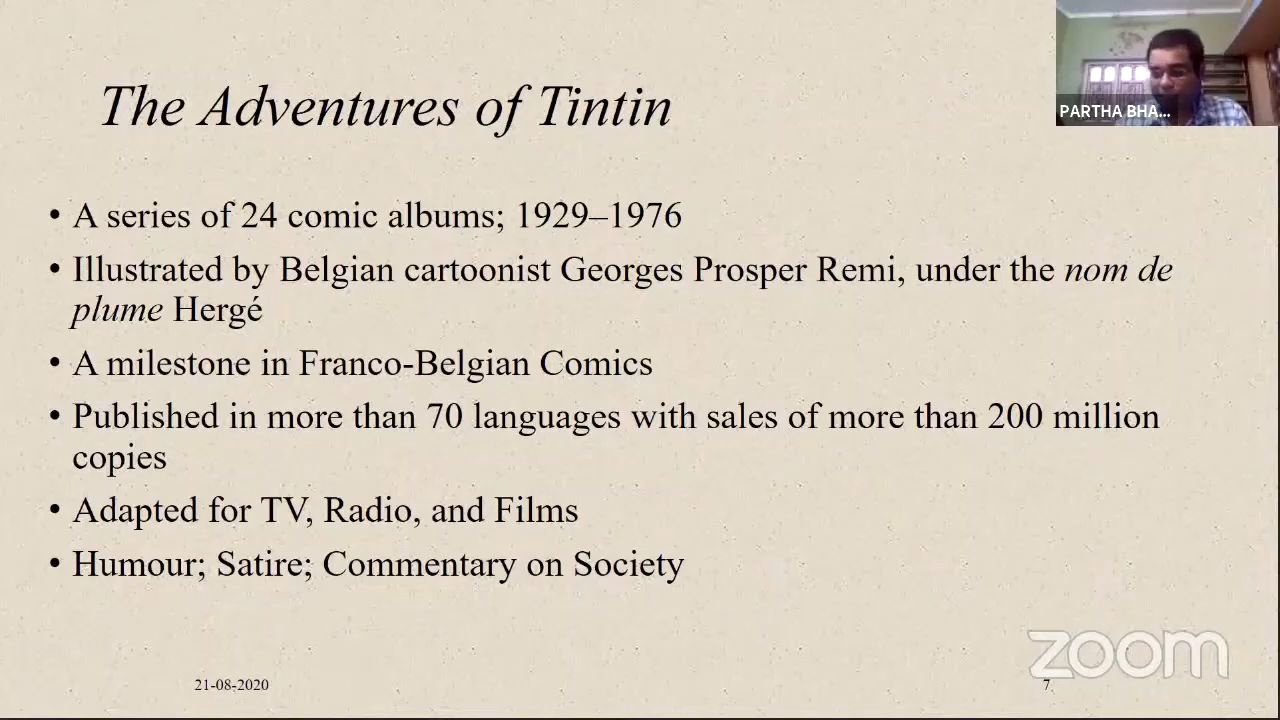 PARTHA BHA...
The Adventures of Tintin
• A series of 24 comic albums; 1929–1976
• Illustrated by Belgian cartoonist Georges Prosper Remi, under the nom de
plume Hergé
• A milestone in Franco-Belgian Comics
• Published in more than 70 languages with sales of more than 200 million
copies
• Adapted for TV, Radio, and Films
• Humour; Satire; Commentary on Society
zoom
21-08-2020
7